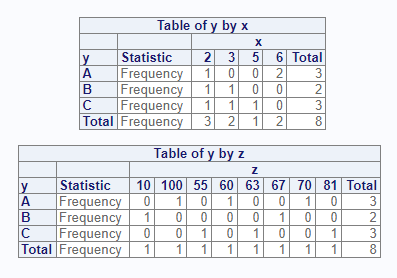 Table of y by x
x
y Statistic 2 3 5 6 Total
A Frequency 1 0 0 2 3
B Frequency 1 1 0 0 2
C Frequency 1 1 1 0 3
Total Frequency 3 2 1 2 8
Table of y by z
z
y Statistic 10 100 55 60 63 67 70 81 Total
A Frequency 0 1 0 1 0 0 1 0 3
B Frequency 1 0 0 0 0 1 0 0 2
C Frequency 0 0 1 0 1 0 0 1 3
Total Frequency 1 1 1 1 1 1 1 1 8